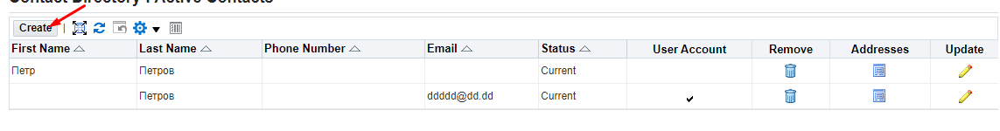 Contact Directory : Active Contacts
Create
First Name Last Name Phone Number Email Status User Account Remove Addresses Update
Петр Петров Current
Петров ddddd@dd.dd Current